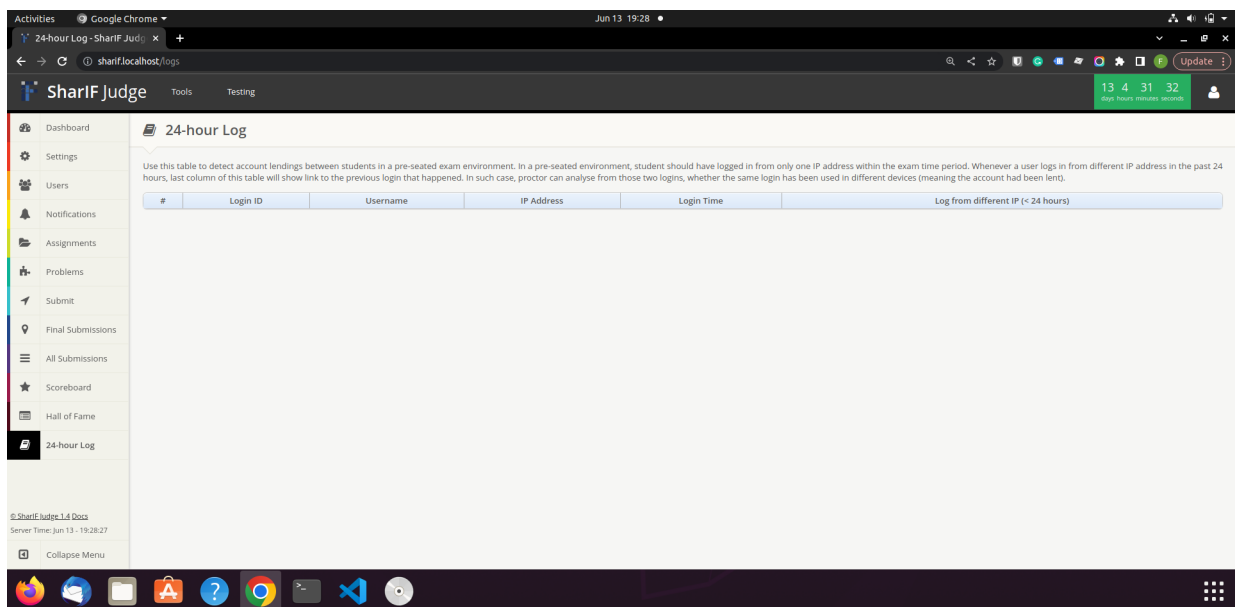 Activities Google Chrome Jun 13 19:28
24-hour Log - SharIF Judg
sharif.localhost/logs Update
SharIF Judge Tools Testing 13 4 31 32
days hours minutes seconds
24-hour Log
Use this table to detect account lendings between students in a pre-seated exam environment. In a pre-seated environment, student should have logged in from only one IP address within the exam time period. Whenever a user logs in from different IP address in the past 24
hours, last column of this table will show link to the previous login that happened. In such case, proctor can analyse from those two logins, whether the same login has been used in different devices (meaning the account had been lent).
# Login ID Username IP Address Login Time Log from different IP (< 24 hours)
Dashboard
Settings
Users
Notifications
Assignments
Problems
Submit
Final Submissions
All Submissions
Scoreboard
Hall of Fame
24-hour Log
© SharIF Judge 1.4 Docs
Server Time: Jun 13 - 19:28:27
Collapse Menu